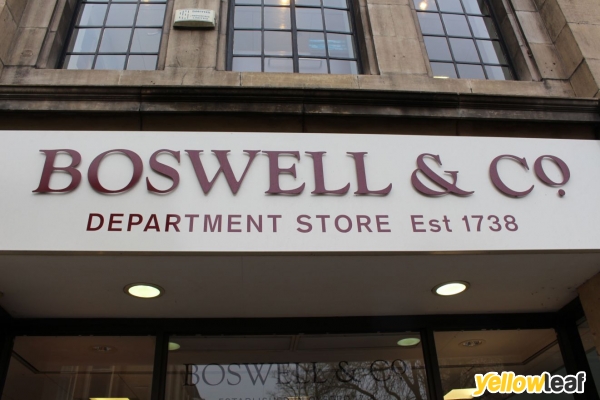 BOSWELL & Co.
DEPARTMENT STORE Est 1738
BOSWELL & CO.
yellowleaf